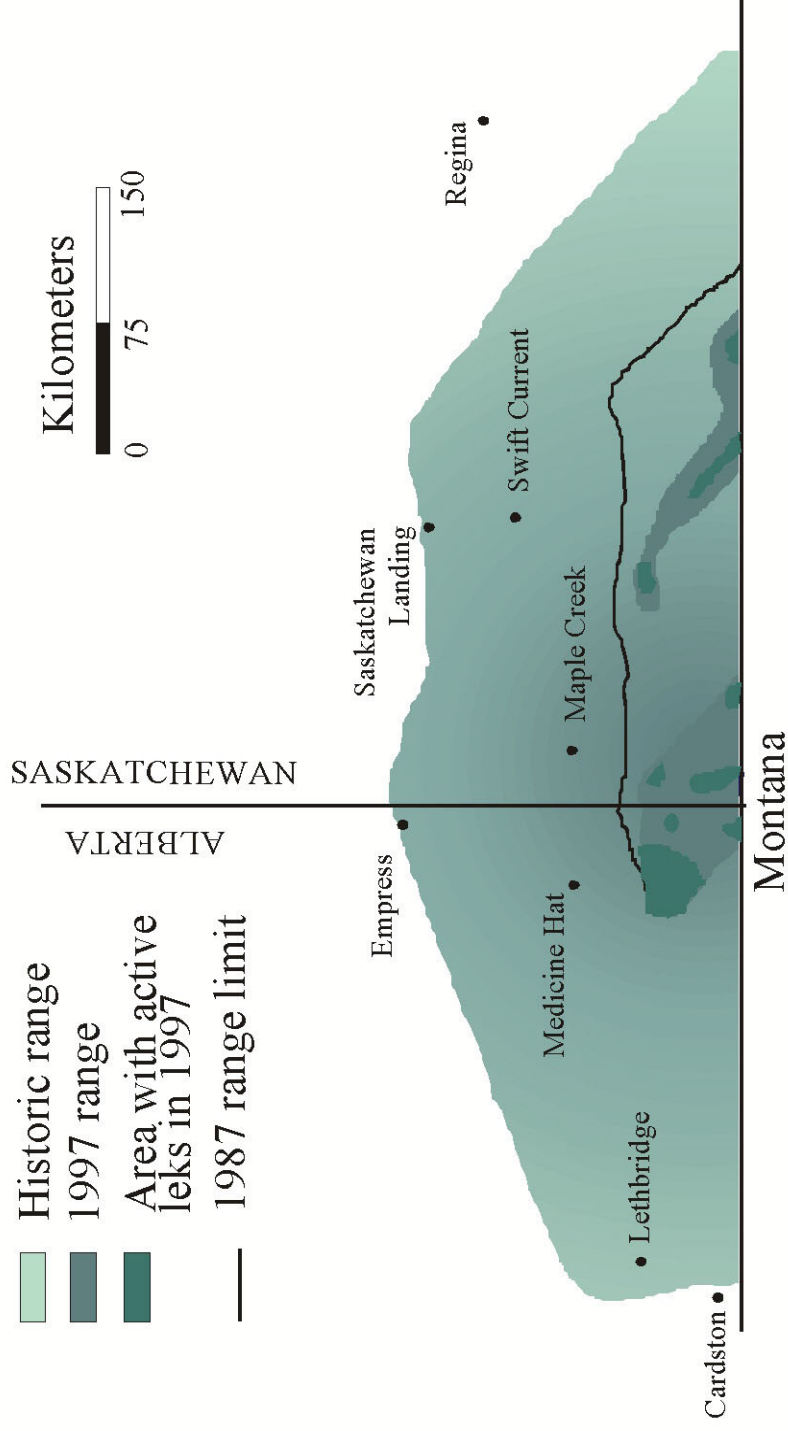 Historic range
1997 range
Area with active
leks in 1997
1987 range limit
ALBERTA
SASKATCHEWAN
Kilometers
0 75 150
Empress
Saskatchewan
Landing
Regina
Medicine Hat
Maple Creek
Swift Current
Lethbridge
Cardston
Montana